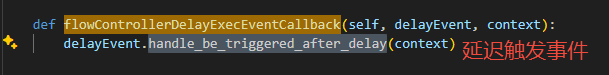 def flowControllerDelayExecEventCallback(self, delayEvent, context):
delayEvent.handle_be_triggered_after_delay(context) 延迟触发事件